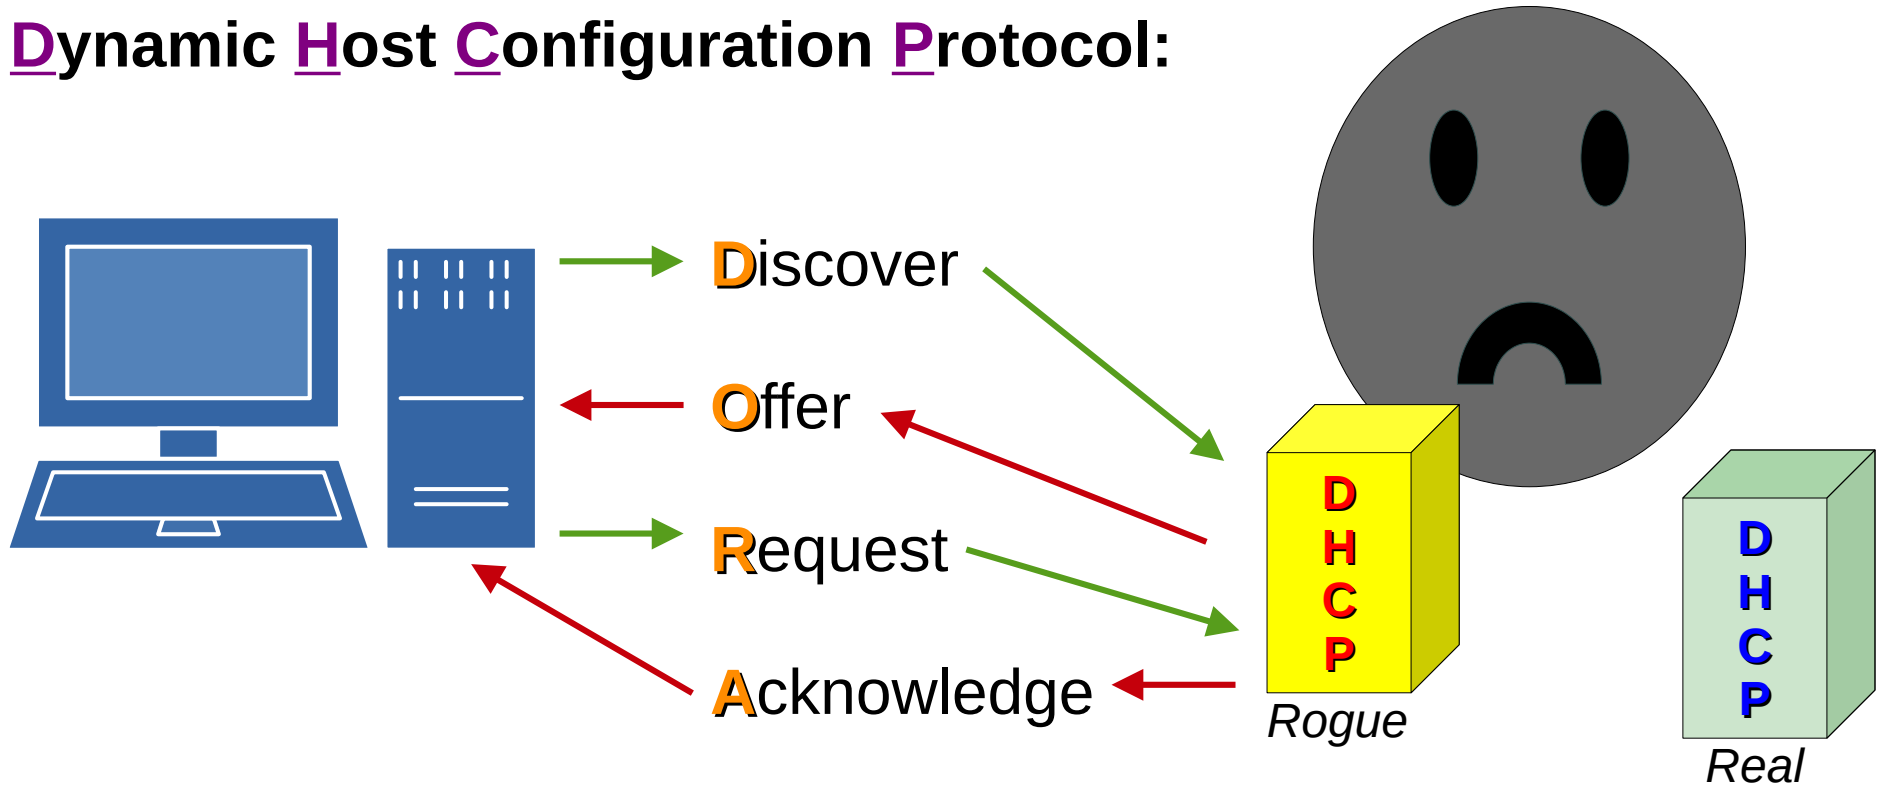 Dynamic Host Configuration Protocol:
Discover
Offer
Request
Acknowledge
D
H
C
P
Rogue
D
H
C
P
Real